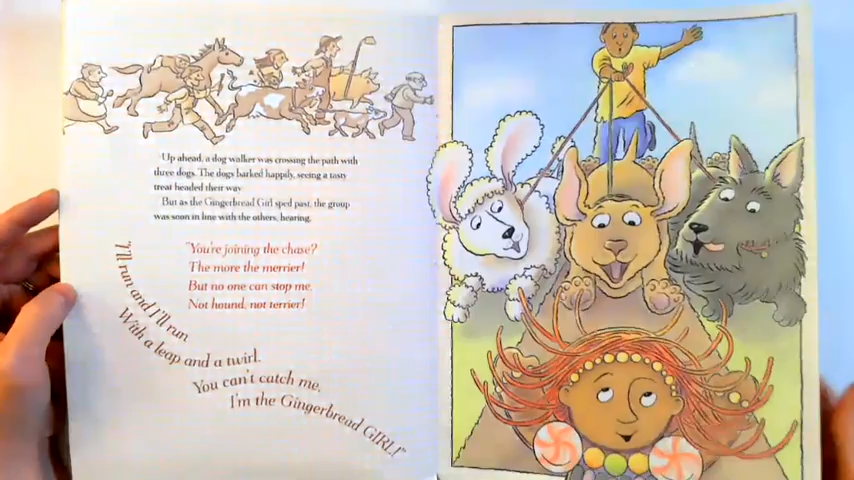 Up ahead, a dog walker was crossing the path with
three dogs. The dogs barked happily, seeing a tasty
treat headed their way.
But as the Gingerbread Girl sped past, the group
was soon in line with the others, hearing,
"You're joining the chase?
The more the merrier!
But no one can stop me,
Not hound, not terrier!
I'll run and I'll run
With a leap and a twirl.
You can't catch me,
I'm the Gingerbread GIRL!"